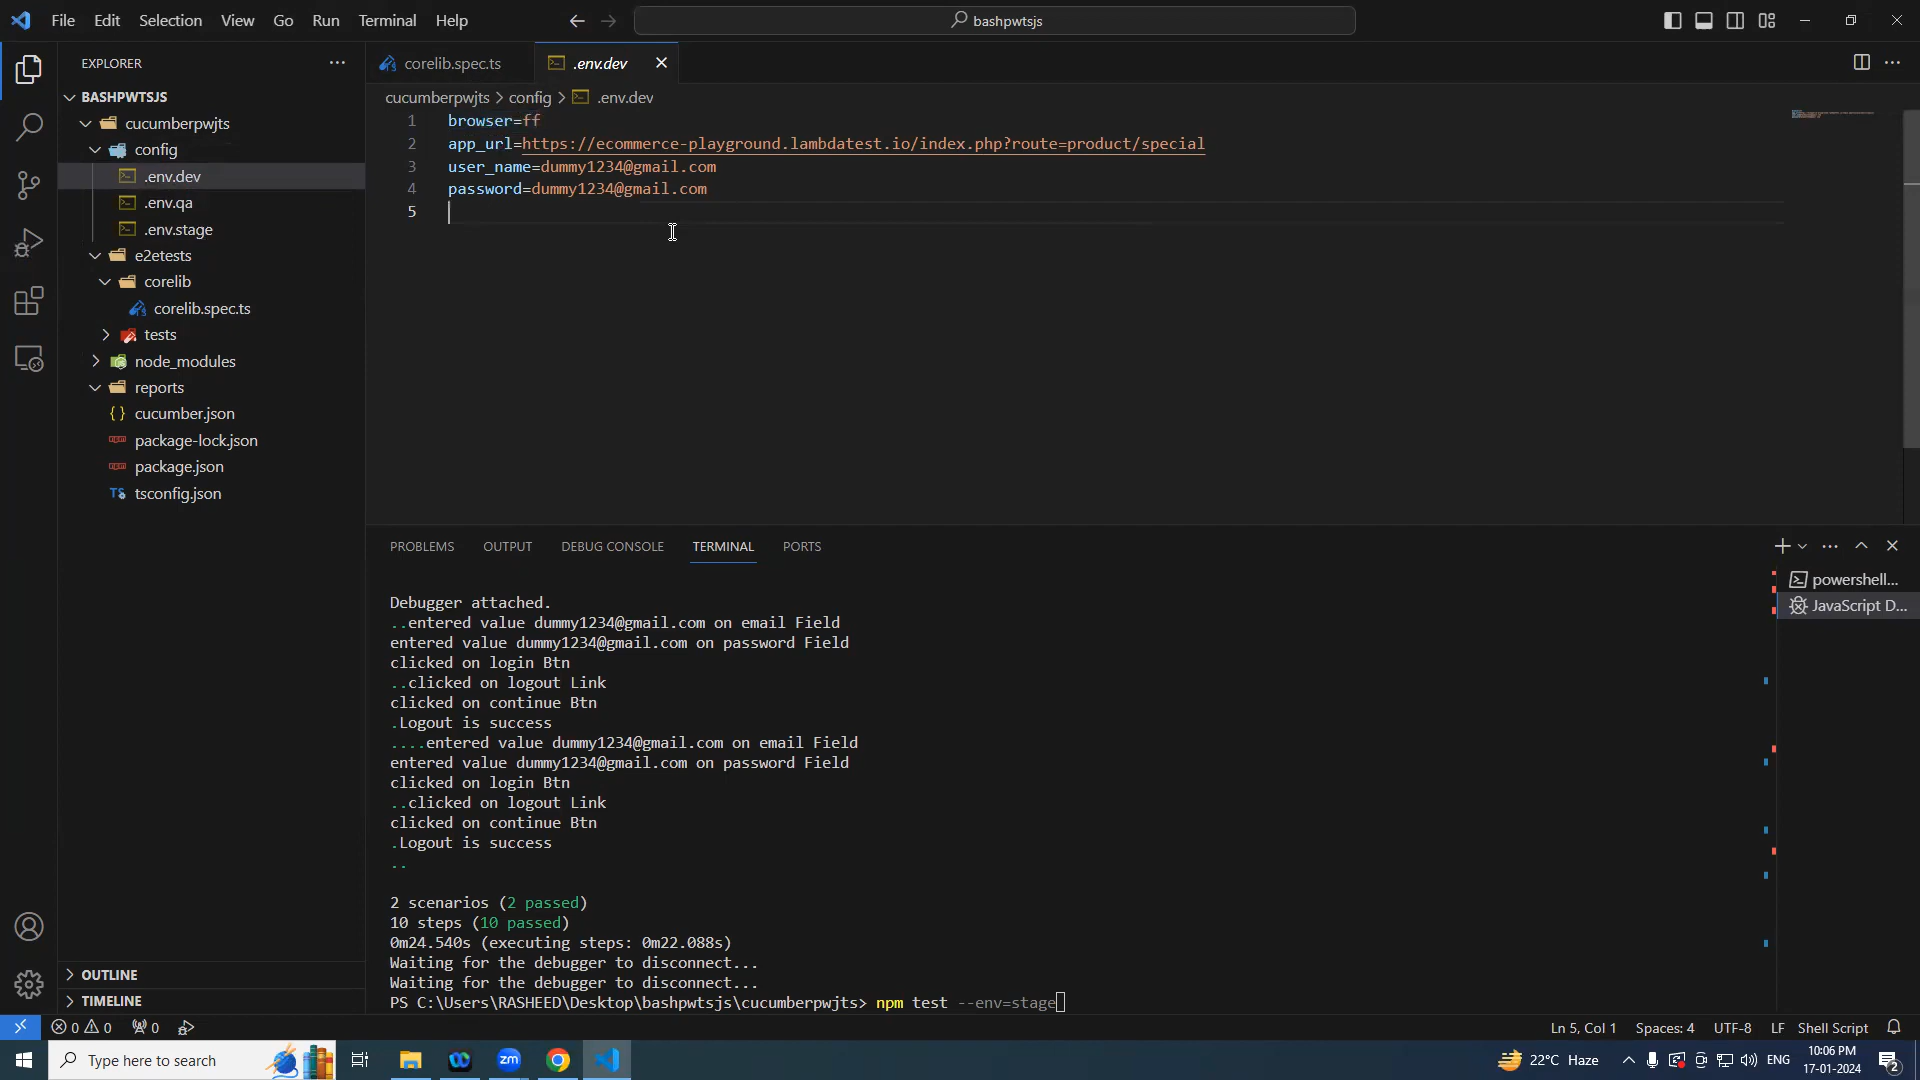 File Edit Selection View Go Run Terminal Help
bashpwtsjs
EXPLORER
corelib.spec.ts
.env.dev
BASHPWTSJS
cucumberpwjts
config
.env.dev
.env.qa
.env.stage
e2etests
corelib
corelib.spec.ts
tests
node_modules
reports
cucumber.json
package-lock.json
package.json
tsconfig.json
OUTLINE
TIMELINE
cucumberpwjts > config > .env.dev
1 browser=ff
2 app_url=https://ecommerce-playground.lambdatest.io/index.php?route=product/special
3 user_name=dummy1234@gmail.com
4 password=dummy1234@gmail.com
5
PROBLEMS OUTPUT DEBUG CONSOLE TERMINAL PORTS
powershell...
JavaScript D...
Debugger attached.
..entered value dummy1234@gmail.com on email Field
entered value dummy1234@gmail.com on password Field
clicked on login Btn
..clicked on logout Link
clicked on continue Btn
.Logout is success
....entered value dummy1234@gmail.com on email Field
entered value dummy1234@gmail.com on password Field
clicked on login Btn
..clicked on logout Link
clicked on continue Btn
.Logout is success
..
2 scenarios (2 passed)
10 steps (10 passed)
0m24.540s (executing steps: 0m22.088s)
Waiting for the debugger to disconnect...
Waiting for the debugger to disconnect...
PS C:\Users\RASHEED\Desktop\bashpwtsjs\cucumberpwjts> npm test --env=stage
0 0 0
Ln 5, Col 1 Spaces: 4 UTF-8 LF Shell Script
Type here to search
zm
22°C Haze
ENG
10:06 PM
17-01-2024
2